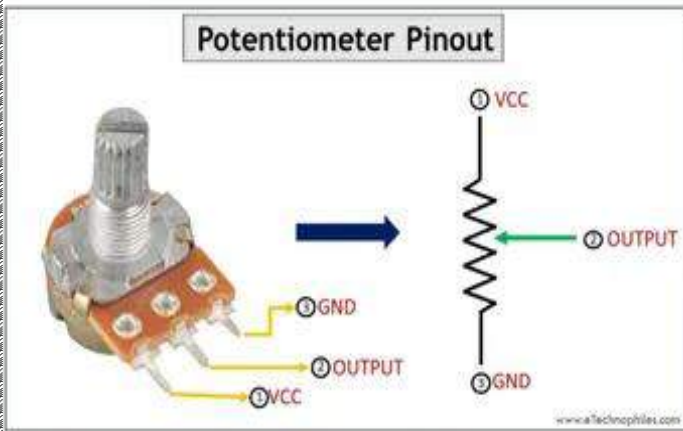 Potentiometer Pinout
① VCC
② OUTPUT
③ GND
③ GND
② OUTPUT
① VCC
www.eTechnophiles.com